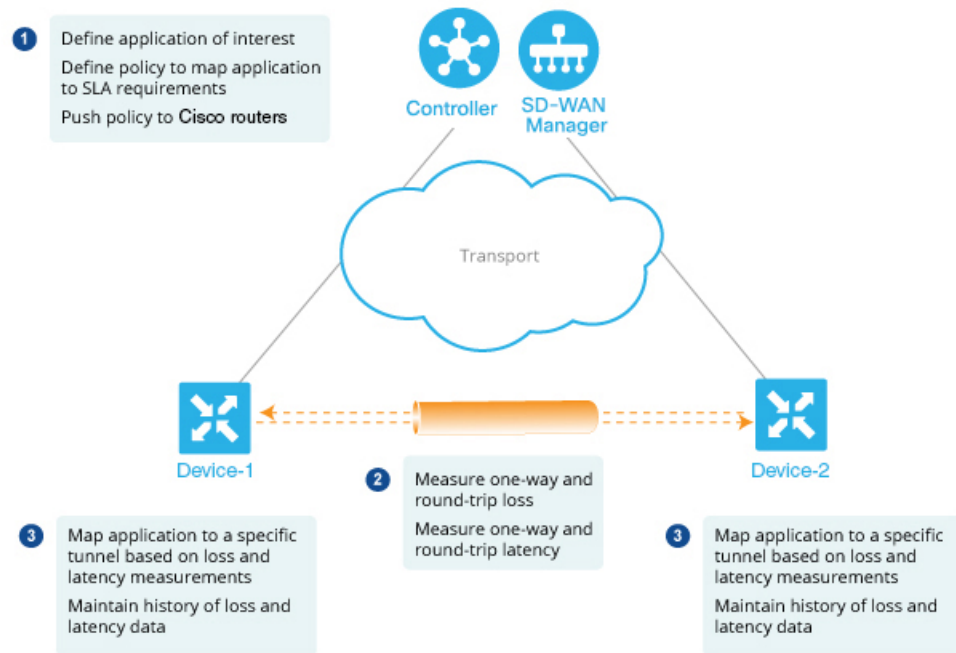 1
Define application of interest
Define policy to map application
to SLA requirements
Push policy to Cisco routers
Controller
SD-WAN
Manager
Transport
Device-1
Device-2
2
Measure one-way and
round-trip loss
Measure one-way and
round-trip latency
3
Map application to a specific
tunnel based on loss and
latency measurements
Maintain history of loss and
latency data
3
Map application to a specific
tunnel based on loss and
latency measurements
Maintain history of loss and
latency data